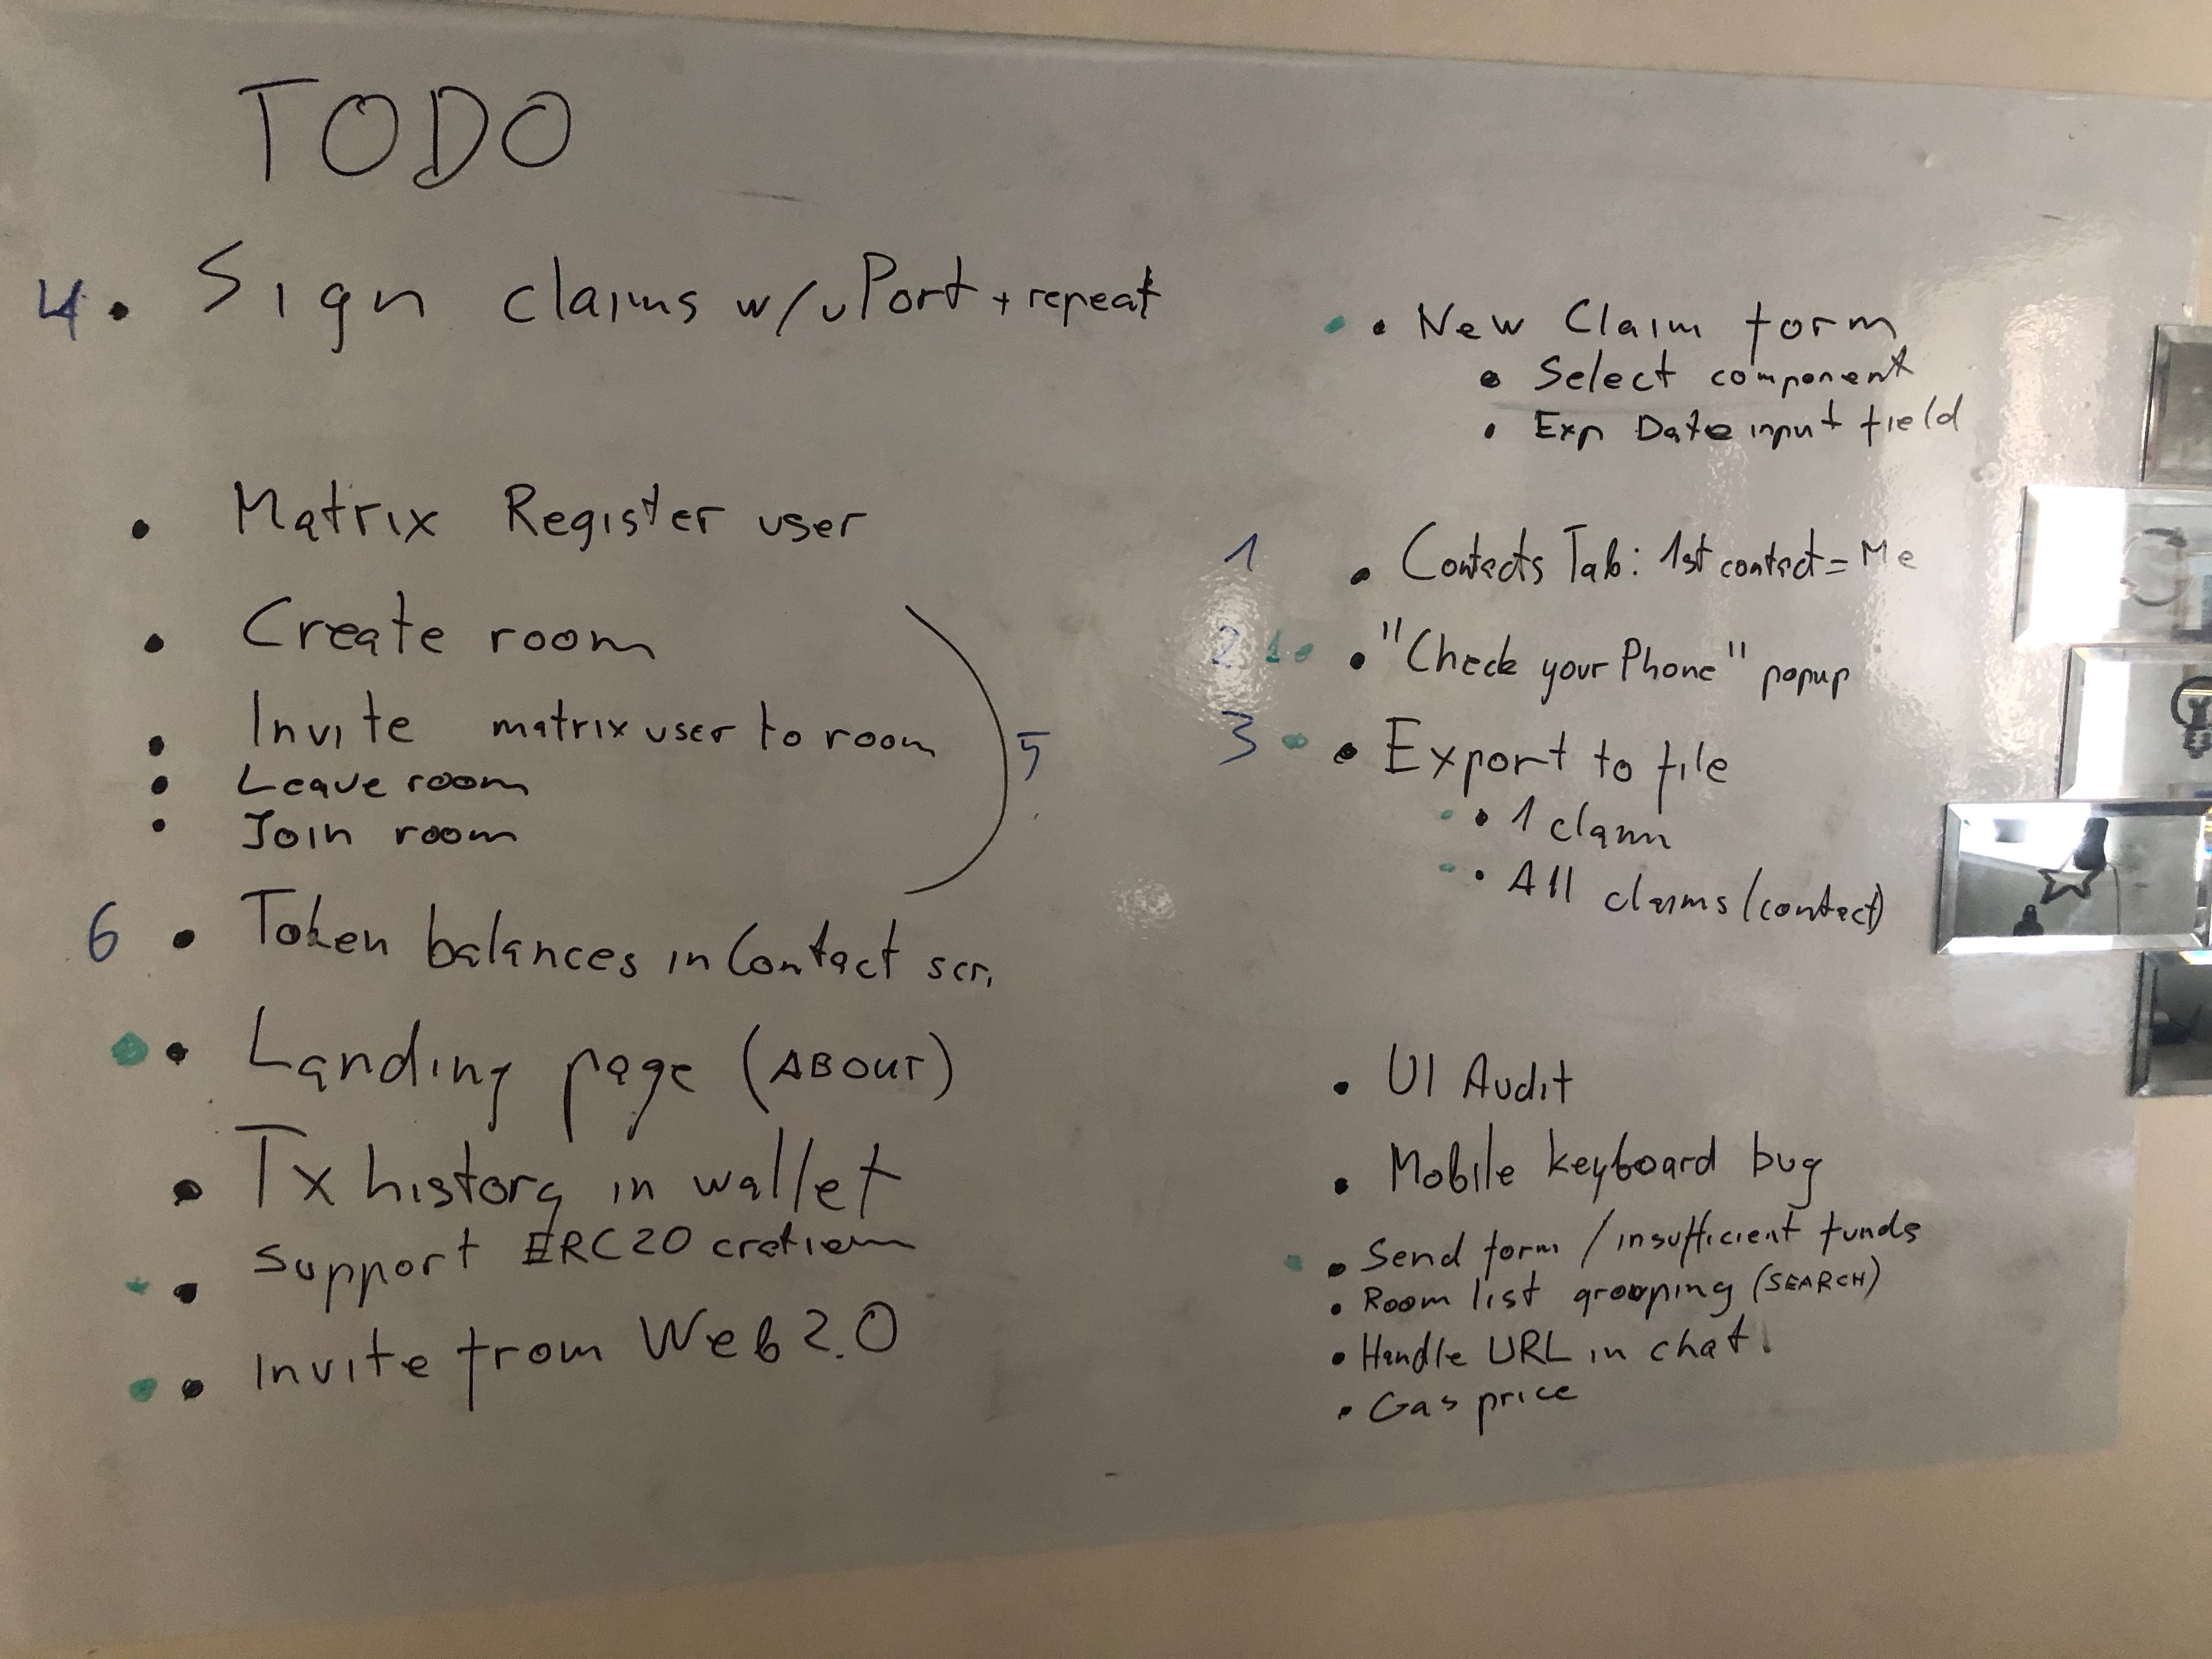 TODO
4. • Sign claims w/uPort + repeat
• Matrix Register user
• Create room
• Invite matrix user to room
• Leave room
• Join room
5
6 • Token balances in Contact scr.
• Landing page (ABOUT)
• Tx history in wallet
• Support ERC20
• Invite from Web 2.0
• New Claim form
• Select component
• Exp Date input field
1 • Contacts Tab: 1st contact = Me
2 • "Check your Phone" popup
3 • Export to file
• 1 claim
• All claims (contact)
• UI Audit
• Mobile keyboard bug
• Send form / insufficient funds
• Room list grooping (SEARCH)
• Handle URL in chat.
• Gas price